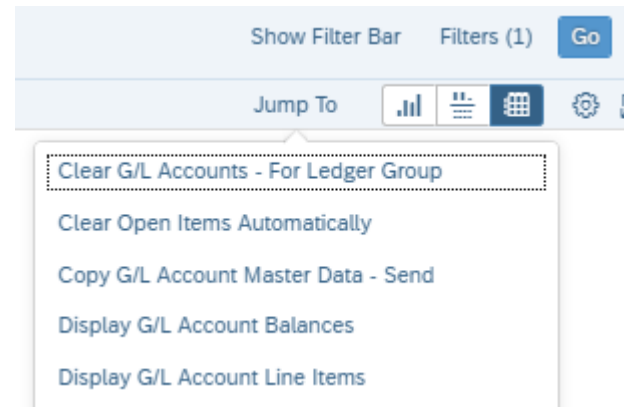 Show Filter Bar Filters (1) Go
Jump To
Clear G/L Accounts - For Ledger Group
Clear Open Items Automatically
Copy G/L Account Master Data - Send
Display G/L Account Balances
Display G/L Account Line Items